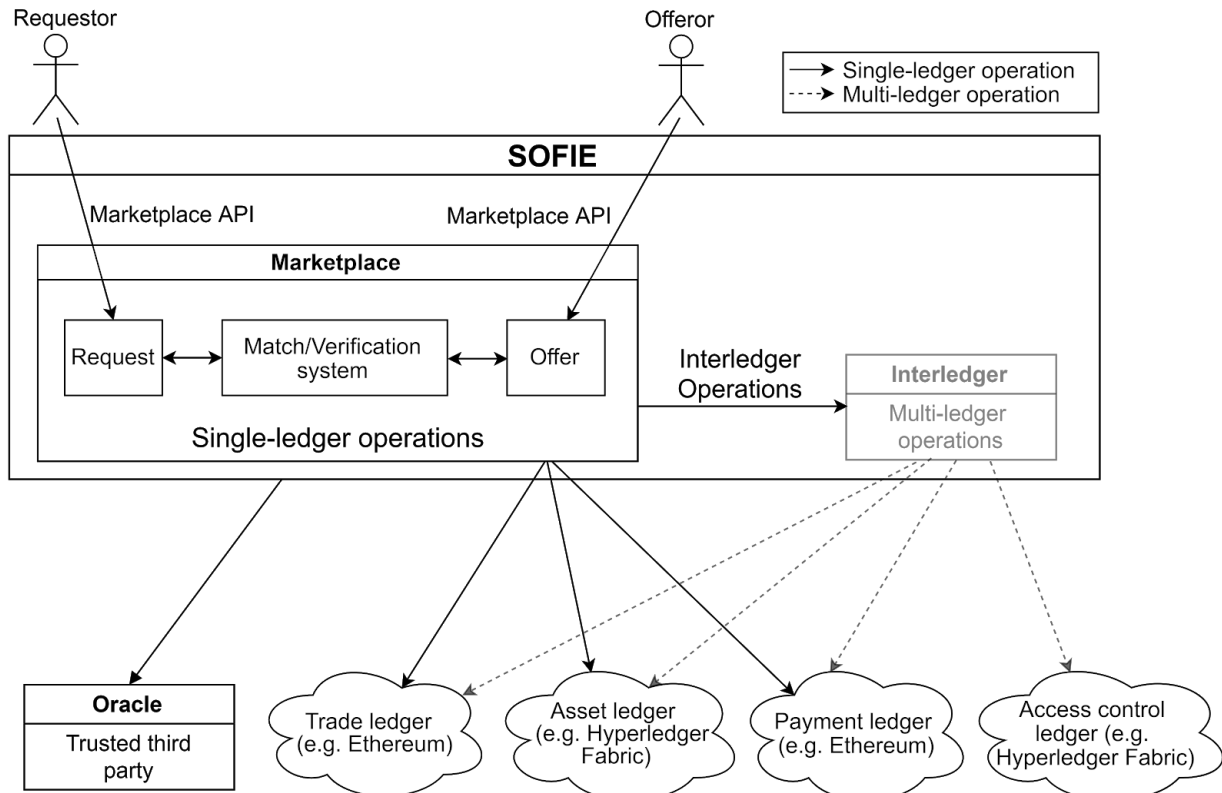 Requestor
Offeror
Single-ledger operation
Multi-ledger operation
SOFIE
Marketplace API
Marketplace API
Marketplace
Request
Match/Verification
system
Offer
Single-ledger operations
Interledger
Operations
Interledger
Multi-ledger
operations
Oracle
Trusted third
party
Trade ledger
(e.g. Ethereum)
Asset ledger
(e.g. Hyperledger
Fabric)
Payment ledger
(e.g. Ethereum)
Access control
ledger (e.g.
Hyperledger Fabric)